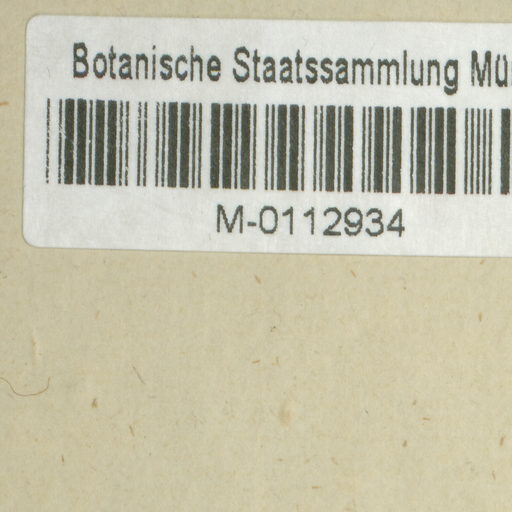 Botanische Staatssammlung Mü
M-0112934